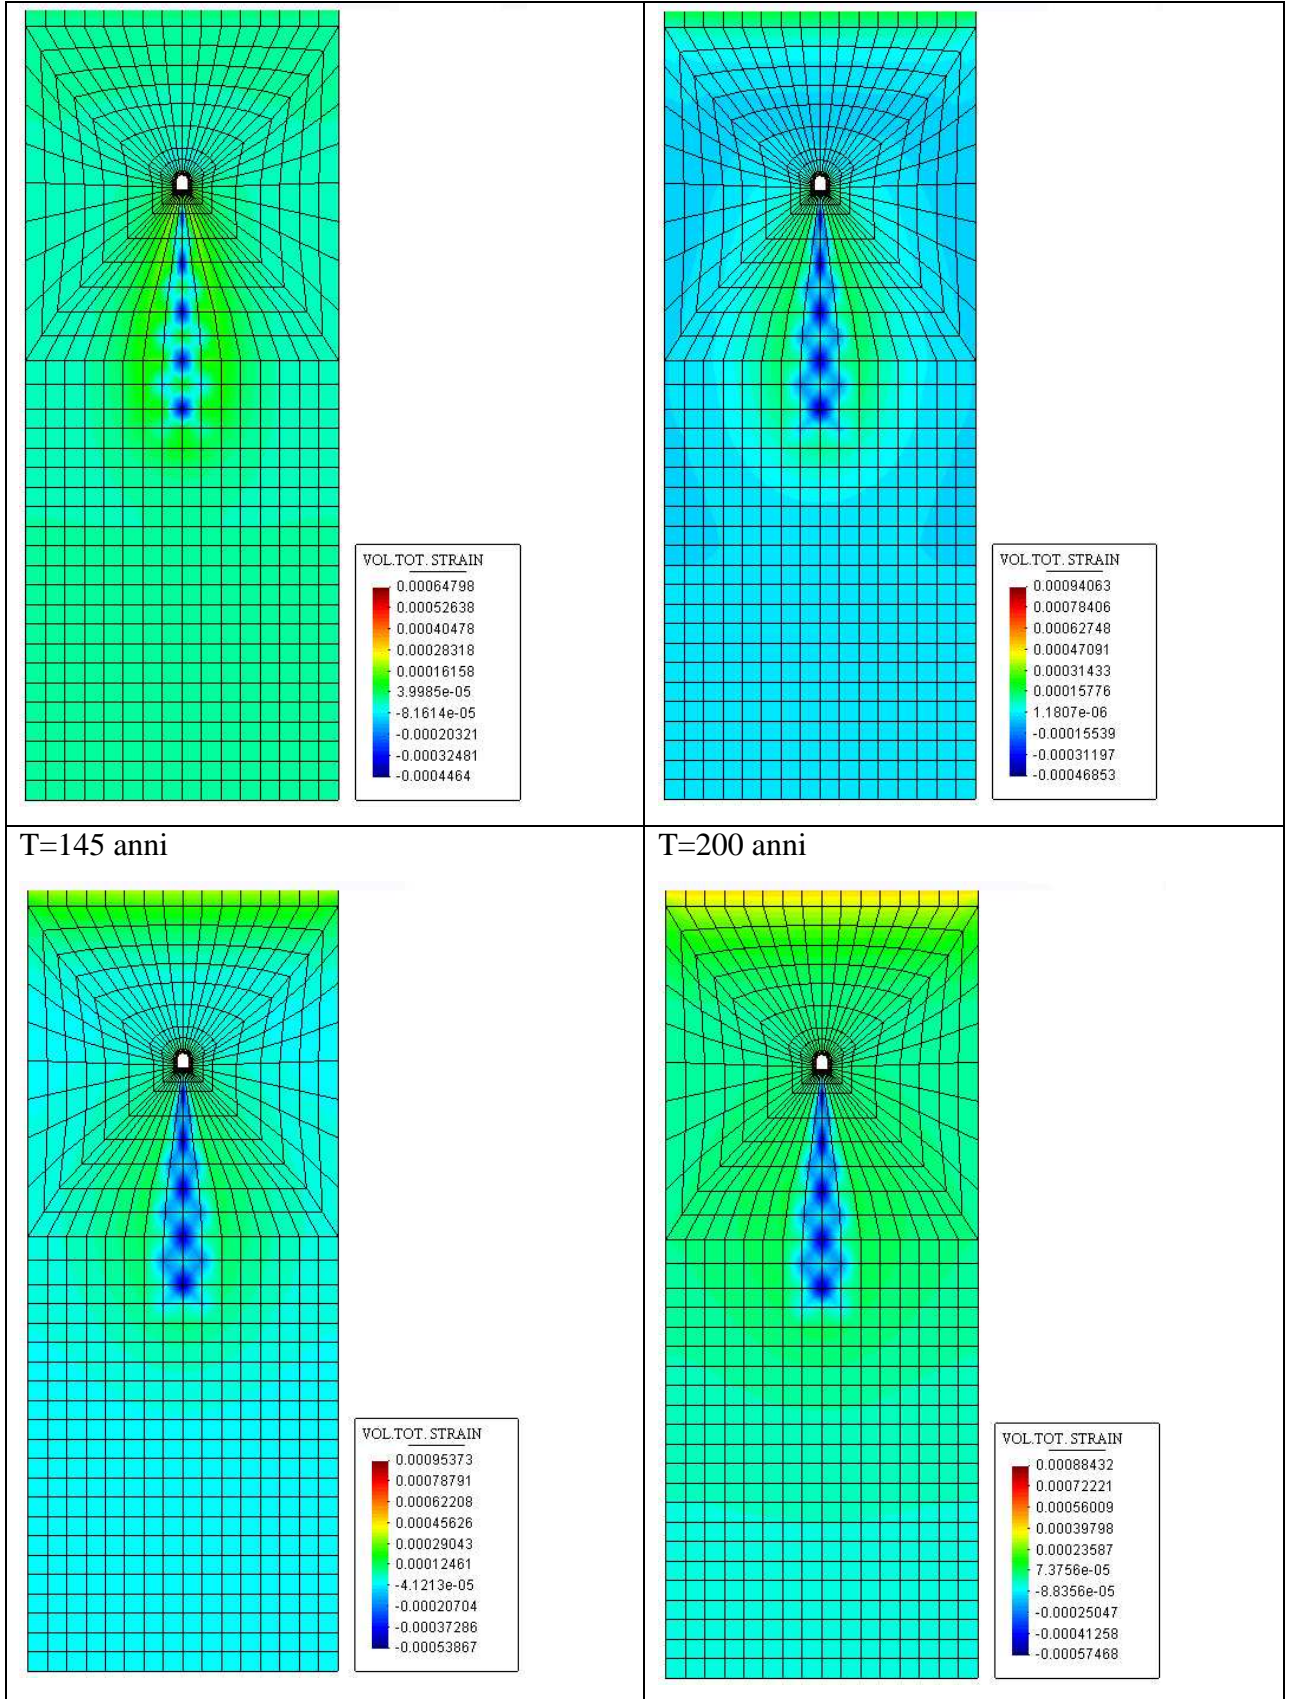 VOL.TOT. STRAIN
0.00064798
0.00052638
0.00040478
0.00028318
0.00016158
3.9985e-05
-8.1614e-05
-0.00020321
-0.00032481
-0.0004464
VOL.TOT. STRAIN
0.00094063
0.00078406
0.00062748
0.00047091
0.00031433
0.00015776
1.1807e-06
-0.00015539
-0.00031197
-0.00046853
T=145 anni
T=200 anni
VOL.TOT. STRAIN
0.00095373
0.00078791
0.00062208
0.00045626
0.00029043
0.00012461
-4.1213e-05
-0.00020704
-0.00037286
-0.00053867
VOL.TOT. STRAIN
0.00088432
0.00072221
0.00056009
0.00039798
0.00023587
7.3756e-05
-8.8356e-05
-0.00025047
-0.00041258
-0.00057468